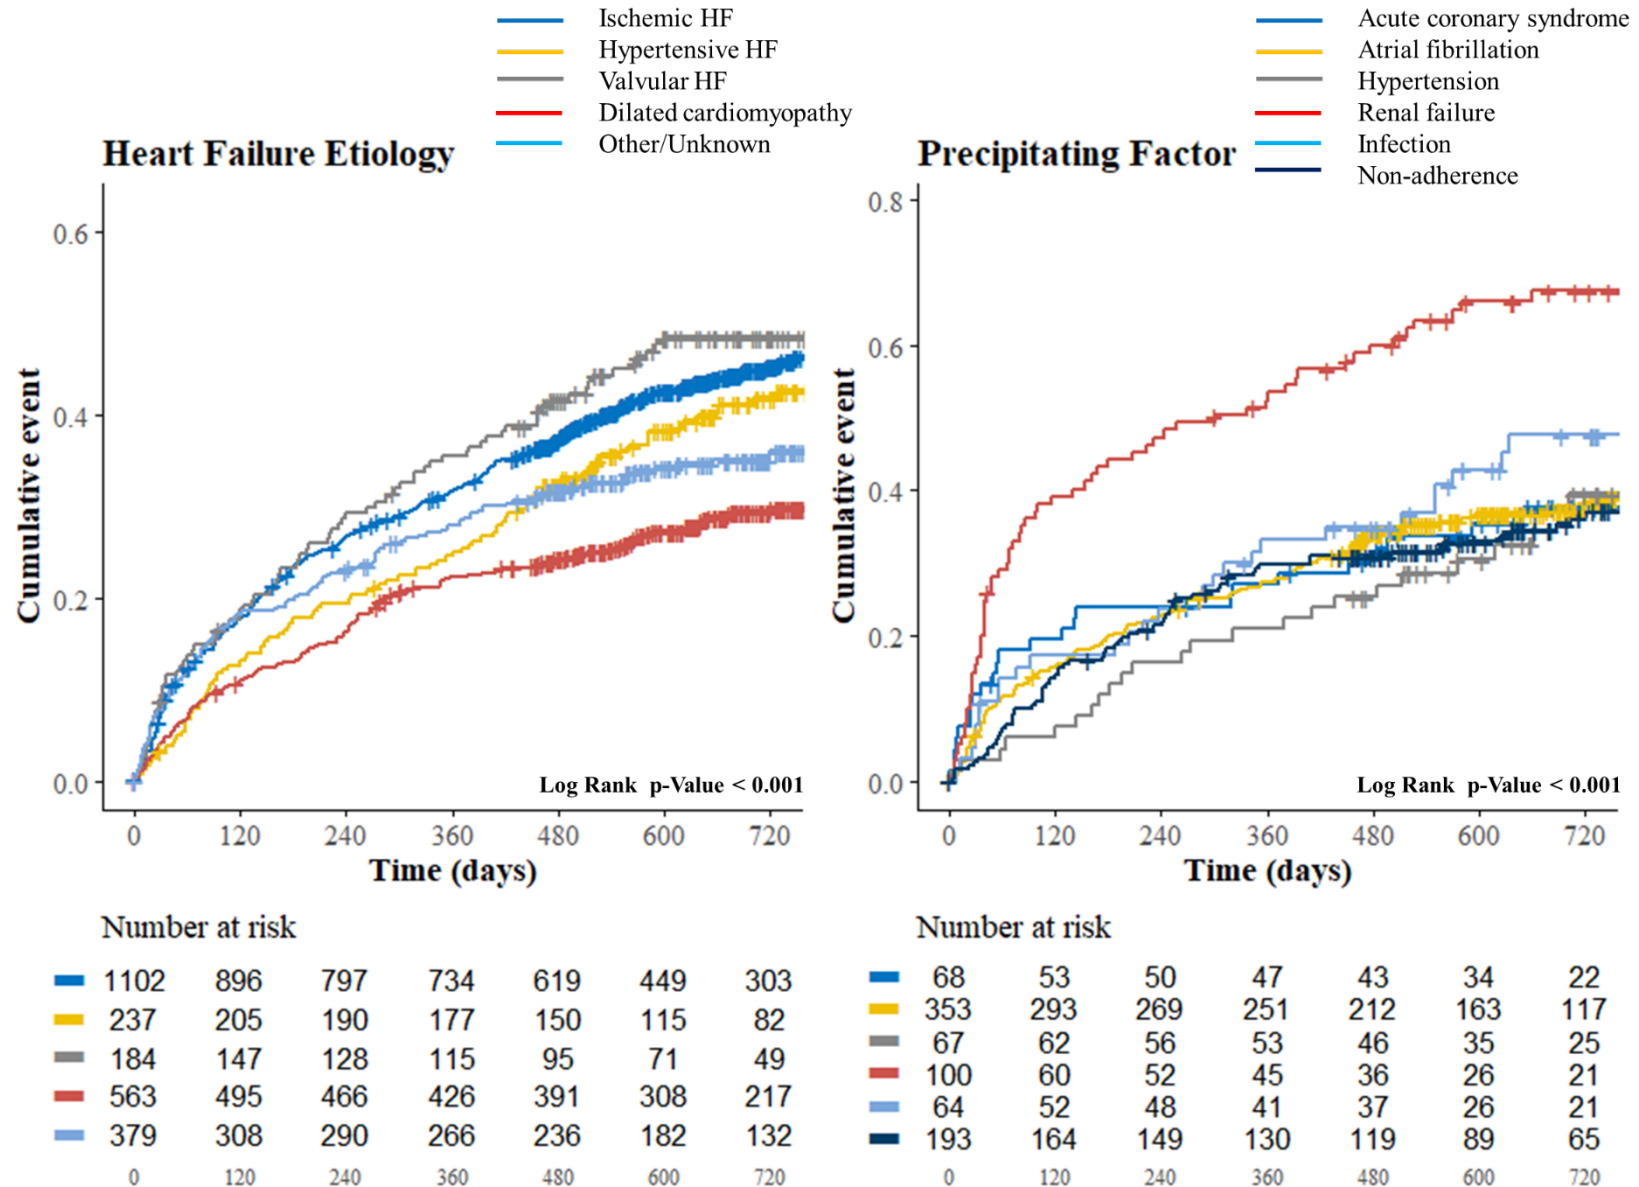 Ischemic HF
Hypertensive HF
Valvular HF
Dilated cardiomyopathy
Other/Unknown
Heart Failure Etiology
0.6
0.4
0.2
0.0
Cumulative event
Log Rank p-Value < 0.001
0 120 240 360 480 600 720
Time (days)
Number at risk
1102 896 797 734 619 449 303
237 205 190 177 150 115 82
184 147 128 115 95 71 49
563 495 466 426 391 308 217
379 308 290 266 236 182 132
0 120 240 360 480 600 720
Acute coronary syndrome
Atrial fibrillation
Hypertension
Renal failure
Infection
Non-adherence
Precipitating Factor
0.8
0.6
0.4
0.2
0.0
Cumulative event
Log Rank p-Value < 0.001
0 120 240 360 480 600 720
Time (days)
Number at risk
68 53 50 47 43 34 22
353 293 269 251 212 163 117
67 62 56 53 46 35 25
100 60 52 45 36 26 21
64 52 48 41 37 26 21
193 164 149 130 119 89 65
0 120 240 360 480 600 720